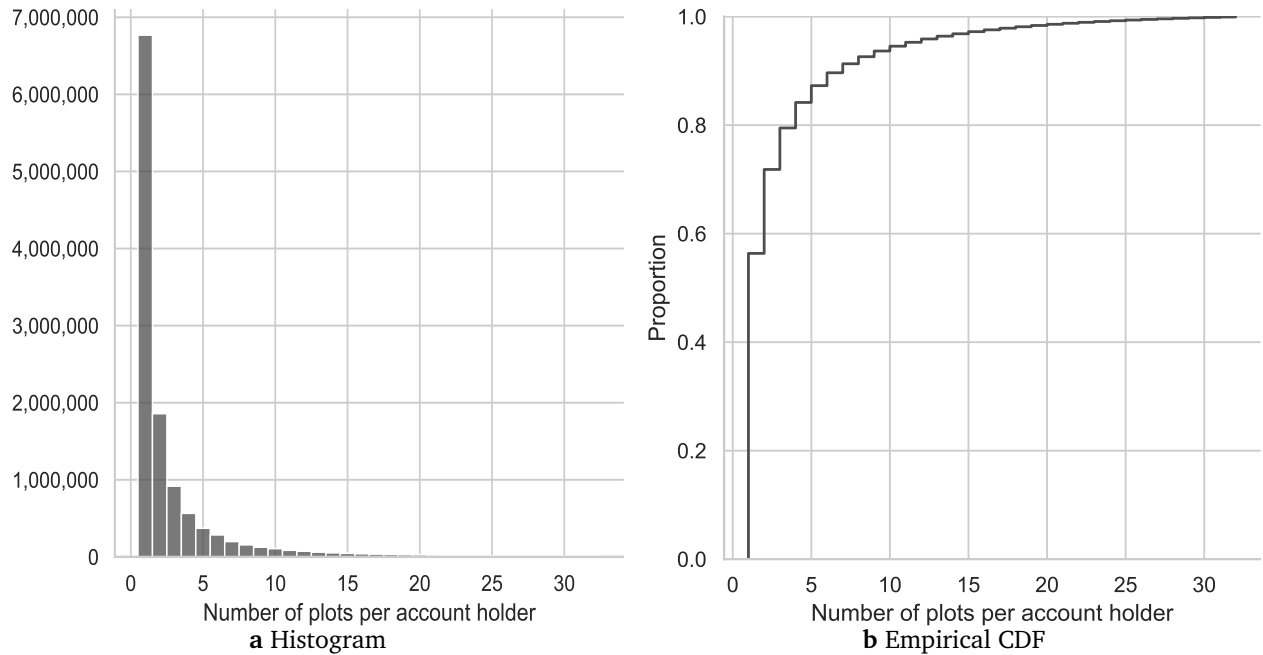 7,000,000
6,000,000
5,000,000
4,000,000
3,000,000
2,000,000
1,000,000
0
0 5 10 15 20 25 30
Number of plots per account holder
a Histogram
1.0
0.8
0.6
0.4
0.2
0.0
Proportion
0 5 10 15 20 25 30
Number of plots per account holder
b Empirical CDF